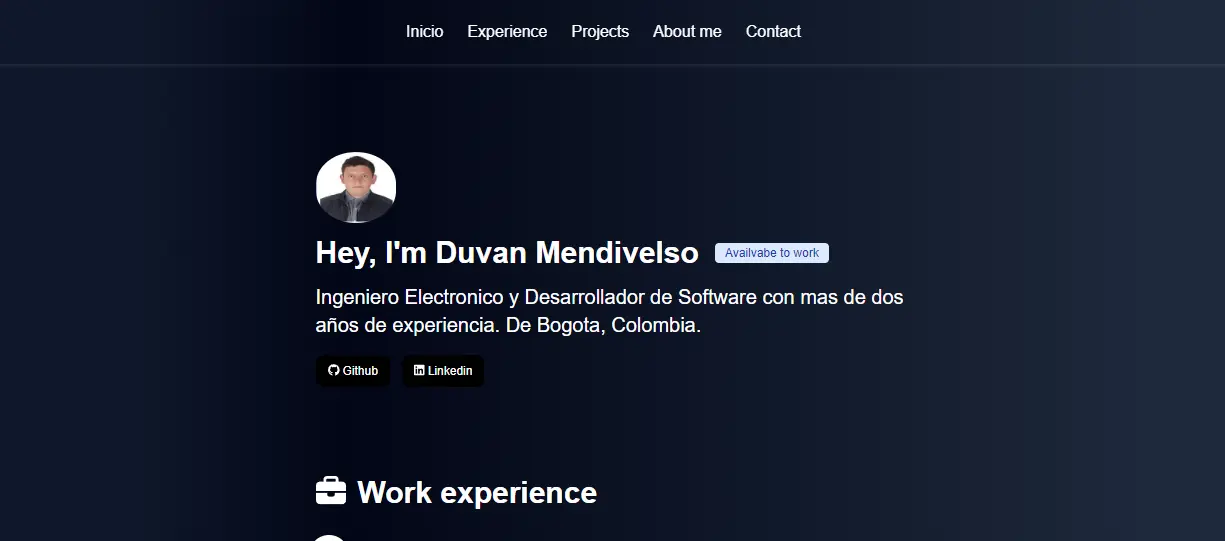 Inicio Experience Projects About me Contact
Hey, I'm Duvan Mendivelso Availvabe to work
Ingeniero Electronico y Desarrollador de Software con mas de dos
años de experiencia. De Bogota, Colombia.
Github Linkedin
Work experience